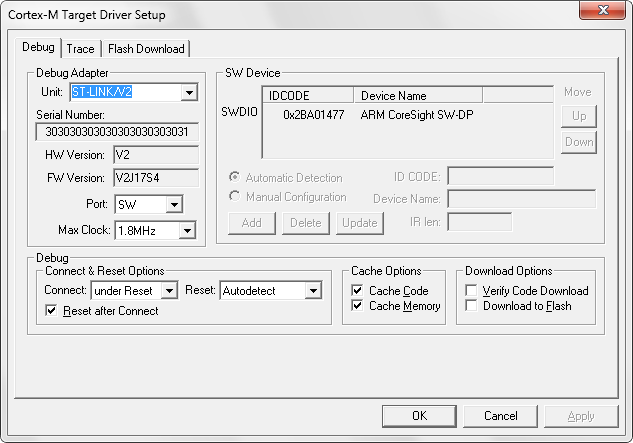 Cortex-M Target Driver Setup
Debug Trace Flash Download
Debug Adapter
Unit: ST-LINK/V2
Serial Number:
303030303030303030303031
HW Version: V2
FW Version: V2J17S4
Port: SW
Max Clock: 1.8MHz
SW Device
IDCODE Device Name Move
SWDIO 0x2BA01477 ARM CoreSight SW-DP Up
Down
Automatic Detection ID CODE:
Manual Configuration Device Name:
Add Delete Update IR len:
Debug
Connect & Reset Options
Connect: under Reset Reset: Autodetect
Reset after Connect
Cache Options
Cache Code
Cache Memory
Download Options
Verify Code Download
Download to Flash
OK Cancel Apply